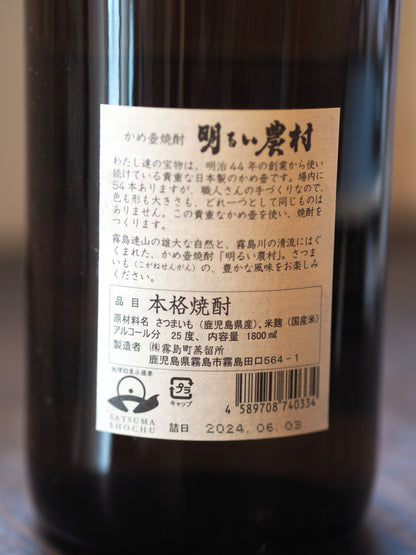 かめ壺焼酎 明るい農村
わたし達の宝物は、明治44年の創業から使い
続けている貴重な日本製のかめ壺です。場内に
54本ありますが、職人さんの手づくりなので、
色も形も大きさも、どれ一つとして同じものは
ありません。この貴重なかめ壺を使い、焼酎を
つくります。
霧島連山の雄大な自然と、霧島川の清流にはぐ
くまれた、かめ壺焼酎「明るい農村」。さつま
いも(こがねせんがん)の、豊かな風味をお楽しみ
ください。
品目 本格焼酎
原材料名 さつまいも(鹿児島県産)、米麹(国産米)
アルコール分 25度、内容量 1800㎖
製造者 ㈱霧島町蒸留所
鹿児島県霧島市霧島田口564-1
地理的表示薩摩
SATSUMA
SHOCHU
プラ
キャップ
4 589708 740334
詰日 2024.06.03